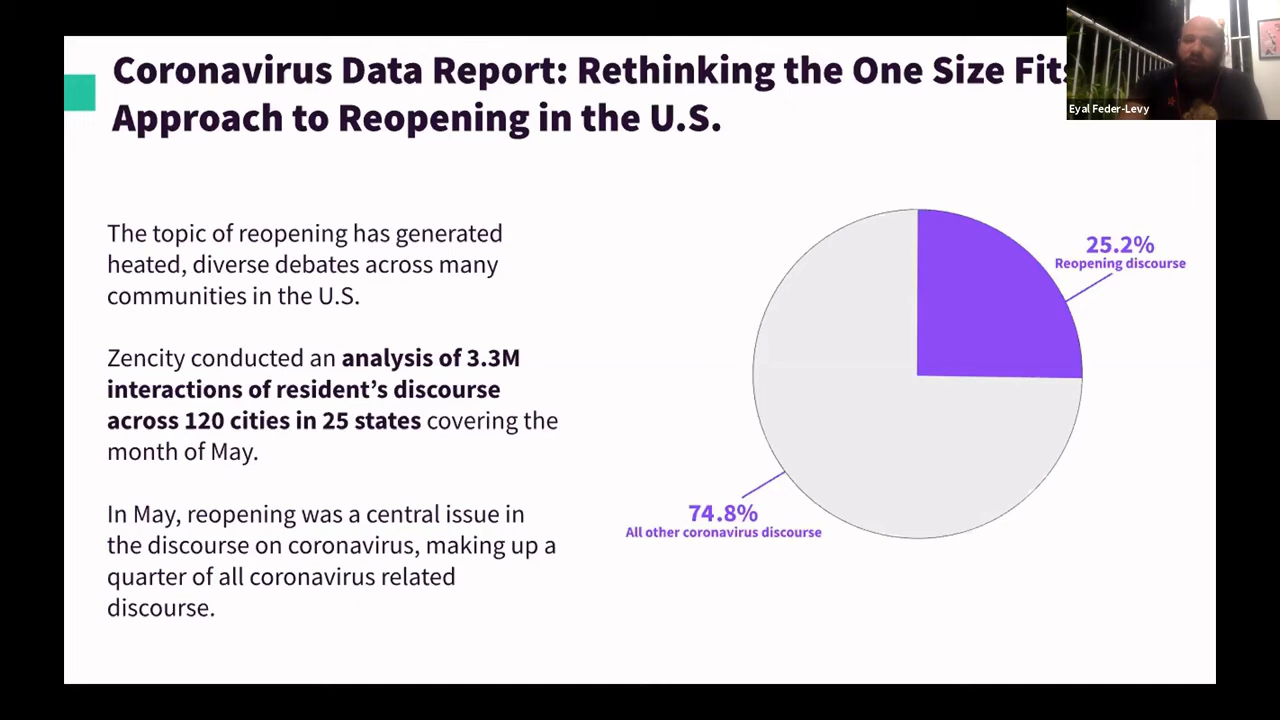 Coronavirus Data Report: Rethinking the One Size Fits
Approach to Reopening in the U.S.
Eyal Feder-Levy
The topic of reopening has generated
heated, diverse debates across many
communities in the U.S.
Zencity conducted an analysis of 3.3M
interactions of resident’s discourse
across 120 cities in 25 states covering the
month of May.
In May, reopening was a central issue in
the discourse on coronavirus, making up a
quarter of all coronavirus related
discourse.
25.2%
Reopening discourse
74.8%
All other coronavirus discourse